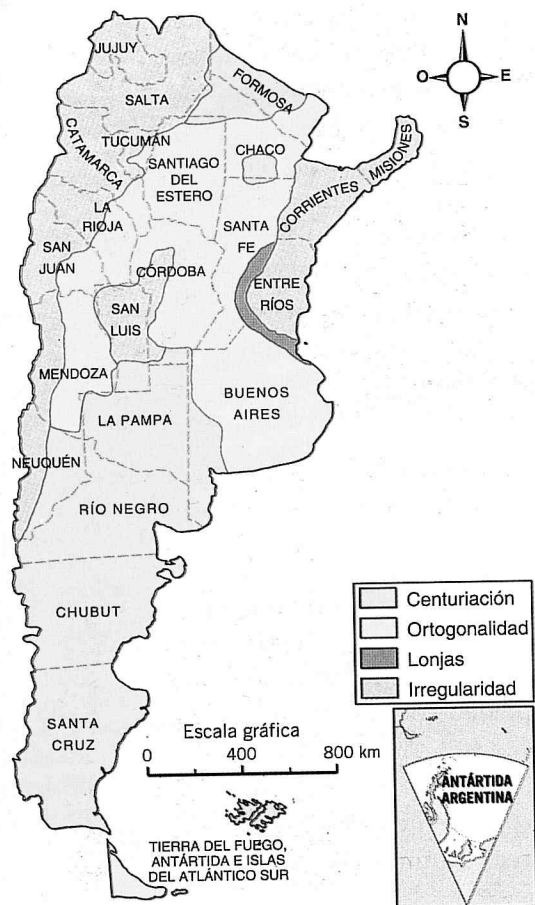 N
O
E
S
JUJUY
FORMOSA
SALTA
TUCUMÁN
CATAMARCA
SANTIAGO
DEL
ESTERO
CHACO
MISIONES
CORRIENTES
LA
RIOJA
SANTA
FE
SAN
JUAN
CÓRDOBA
ENTRE
RÍOS
SAN
LUIS
MENDOZA
BUENOS
AIRES
LA PAMPA
NEUQUÉN
RÍO NEGRO
CHUBUT
SANTA
CRUZ
Centuriación
Ortogonalidad
Lonjas
Irregularidad
Escala gráfica
0 400 800 km
ANTÁRTIDA
ARGENTINA
TIERRA DEL FUEGO,
ANTÁRTIDA E ISLAS
DEL ATLÁNTICO SUR